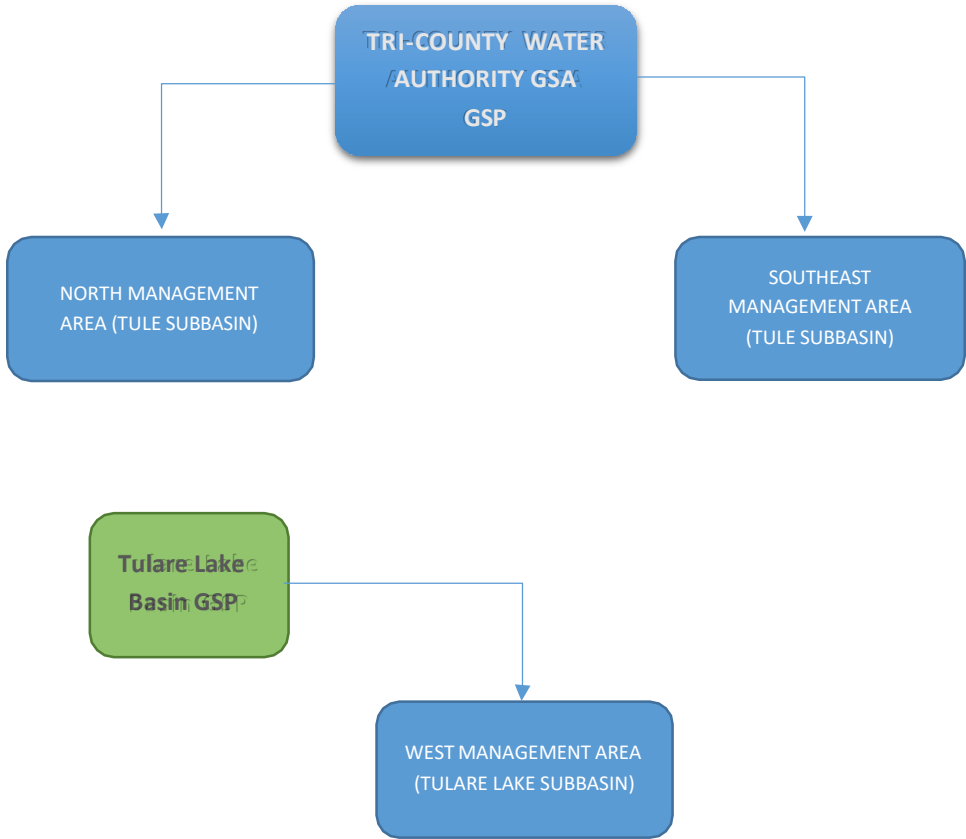 TRI-COUNTY WATER
AUTHORITY GSA
GSP
NORTH MANAGEMENT
AREA (TULE SUBBASIN)
SOUTHEAST
MANAGEMENT AREA
(TULE SUBBASIN)
Tulare Lake
Basin GSP
WEST MANAGEMENT AREA
(TULARE LAKE SUBBASIN)